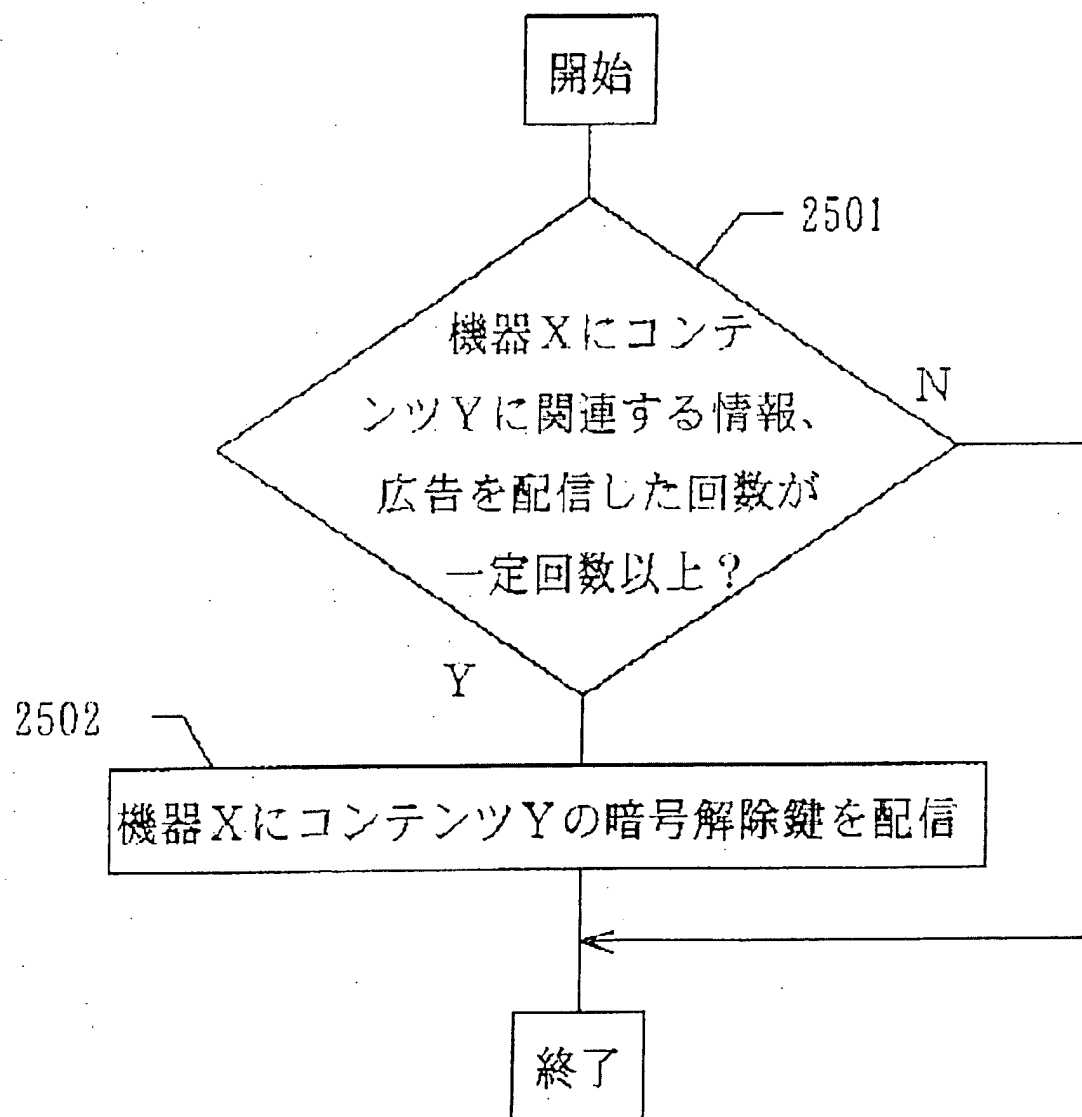 開始
2501
機器Xにコンテ
ンツYに関連する情報、
広告を配信した回数が
一定回数以上？
N
Y
2502
機器XにコンテンツYの暗号解除鍵を配信
終了